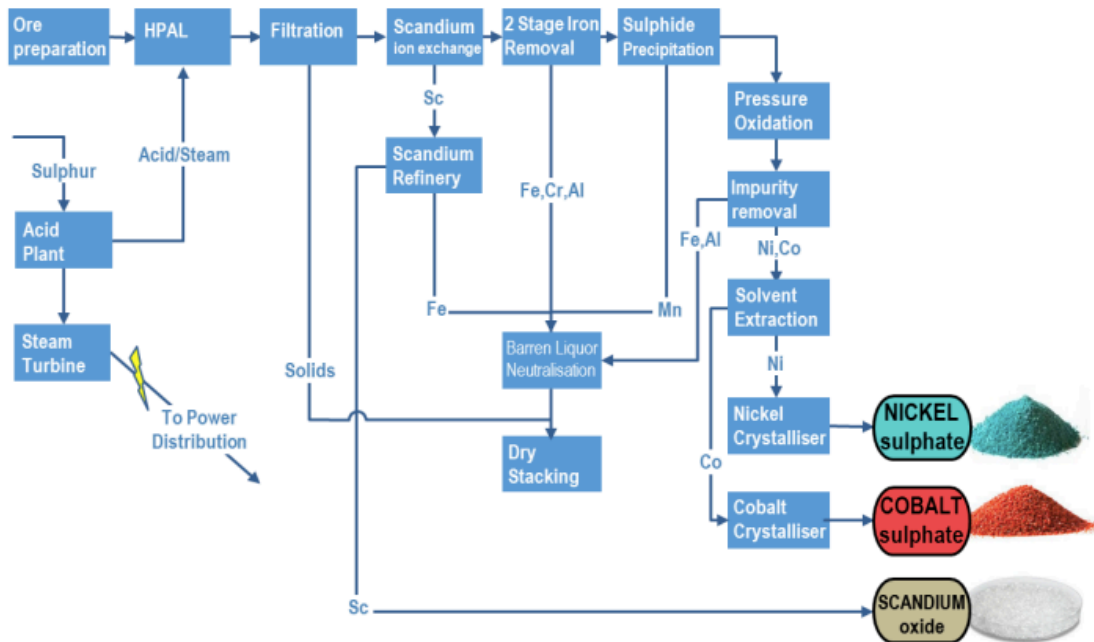 Ore
preparation
HPAL
Filtration
Scandium
ion exchange
2 Stage Iron
Removal
Sulphide
Precipitation
Sc
Pressure
Oxidation
Acid/Steam
Sulphur
Scandium
Refinery
Fe,Cr,Al
Impurity
removal
Acid
Plant
Fe,Al
Ni,Co
Solvent
Extraction
Fe
Mn
Steam
Turbine
Solids
Barren Liquor
Neutralisation
Ni
To Power
Distribution
Nickel
Crystalliser
NICKEL
sulphate
Dry
Stacking
Co
Cobalt
Crystalliser
COBALT
sulphate
Sc
SCANDIUM
oxide